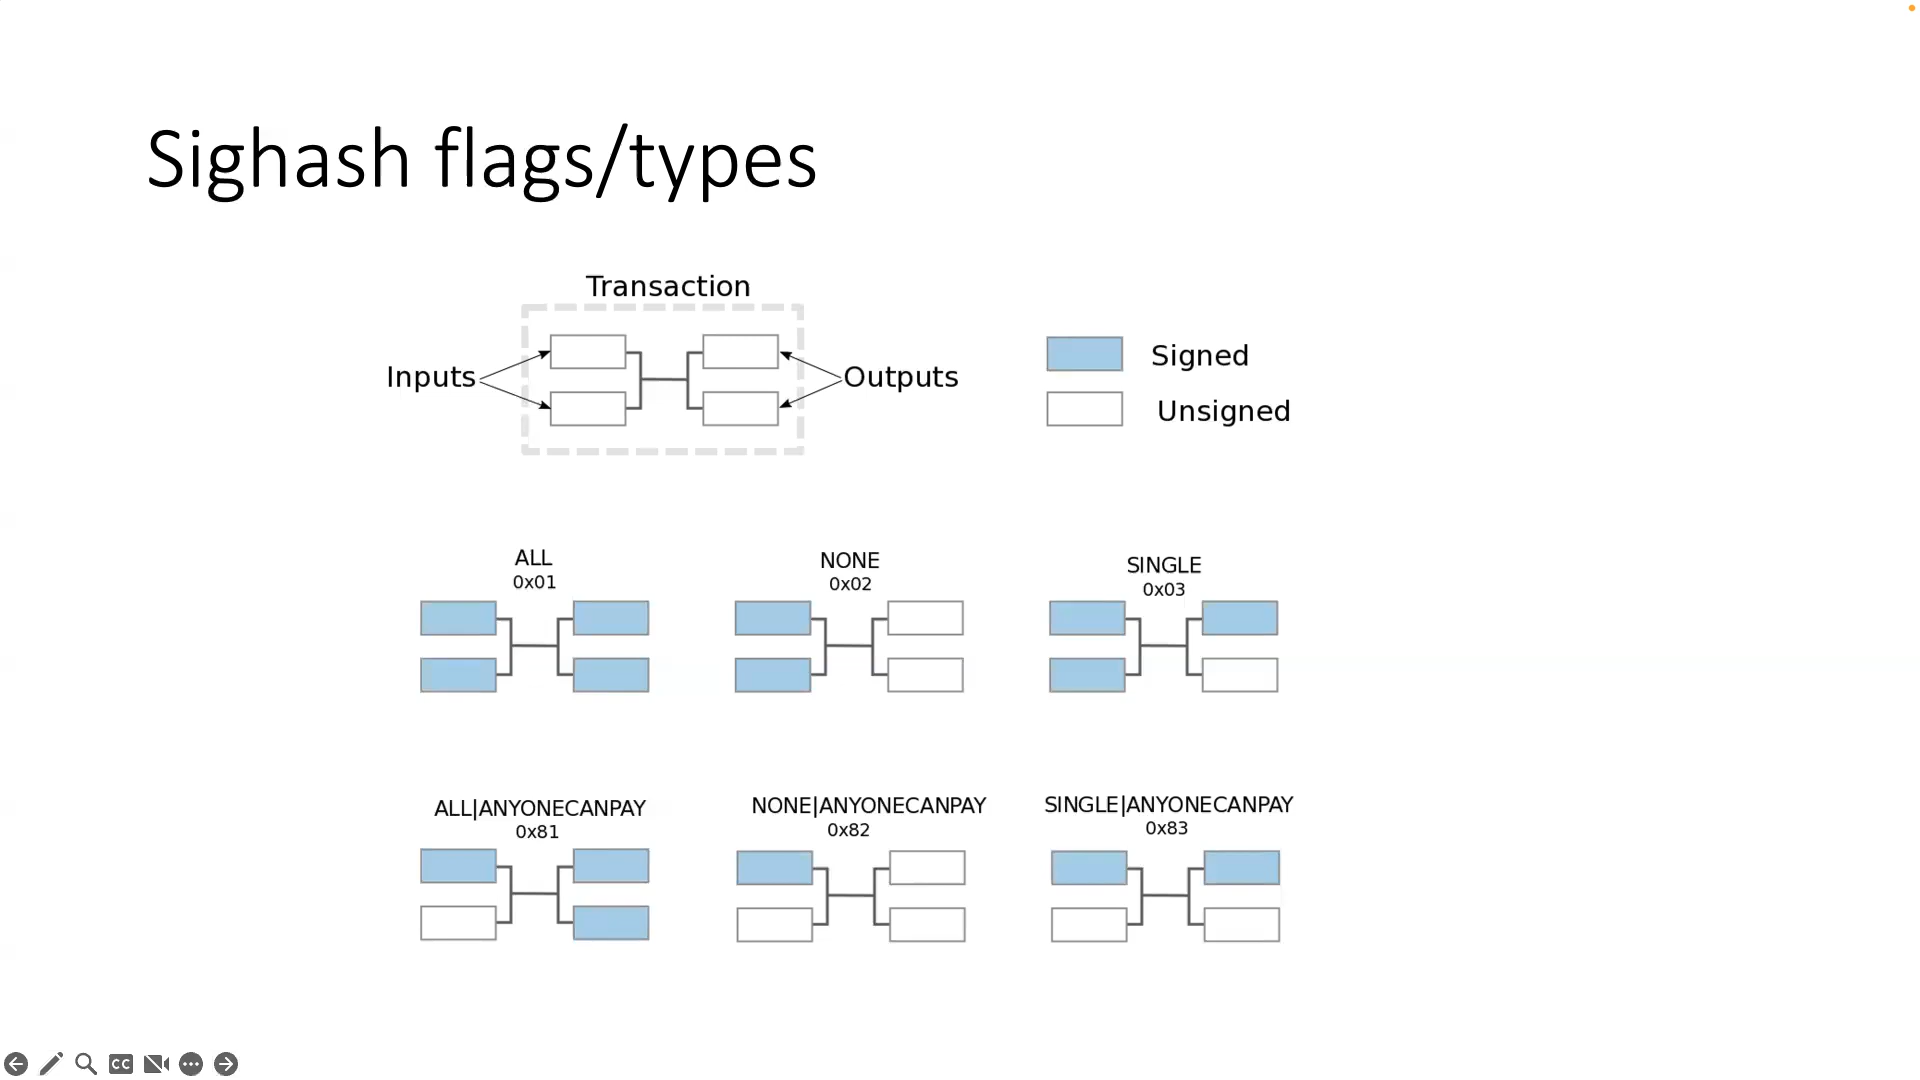 Sighash flags/types
Transaction
Inputs
Outputs
Signed
Unsigned
ALL
0x01
NONE
0x02
SINGLE
0x03
ALL|ANYONECANPAY
0x81
NONE|ANYONECANPAY
0x82
SINGLE|ANYONECANPAY
0x83
CC